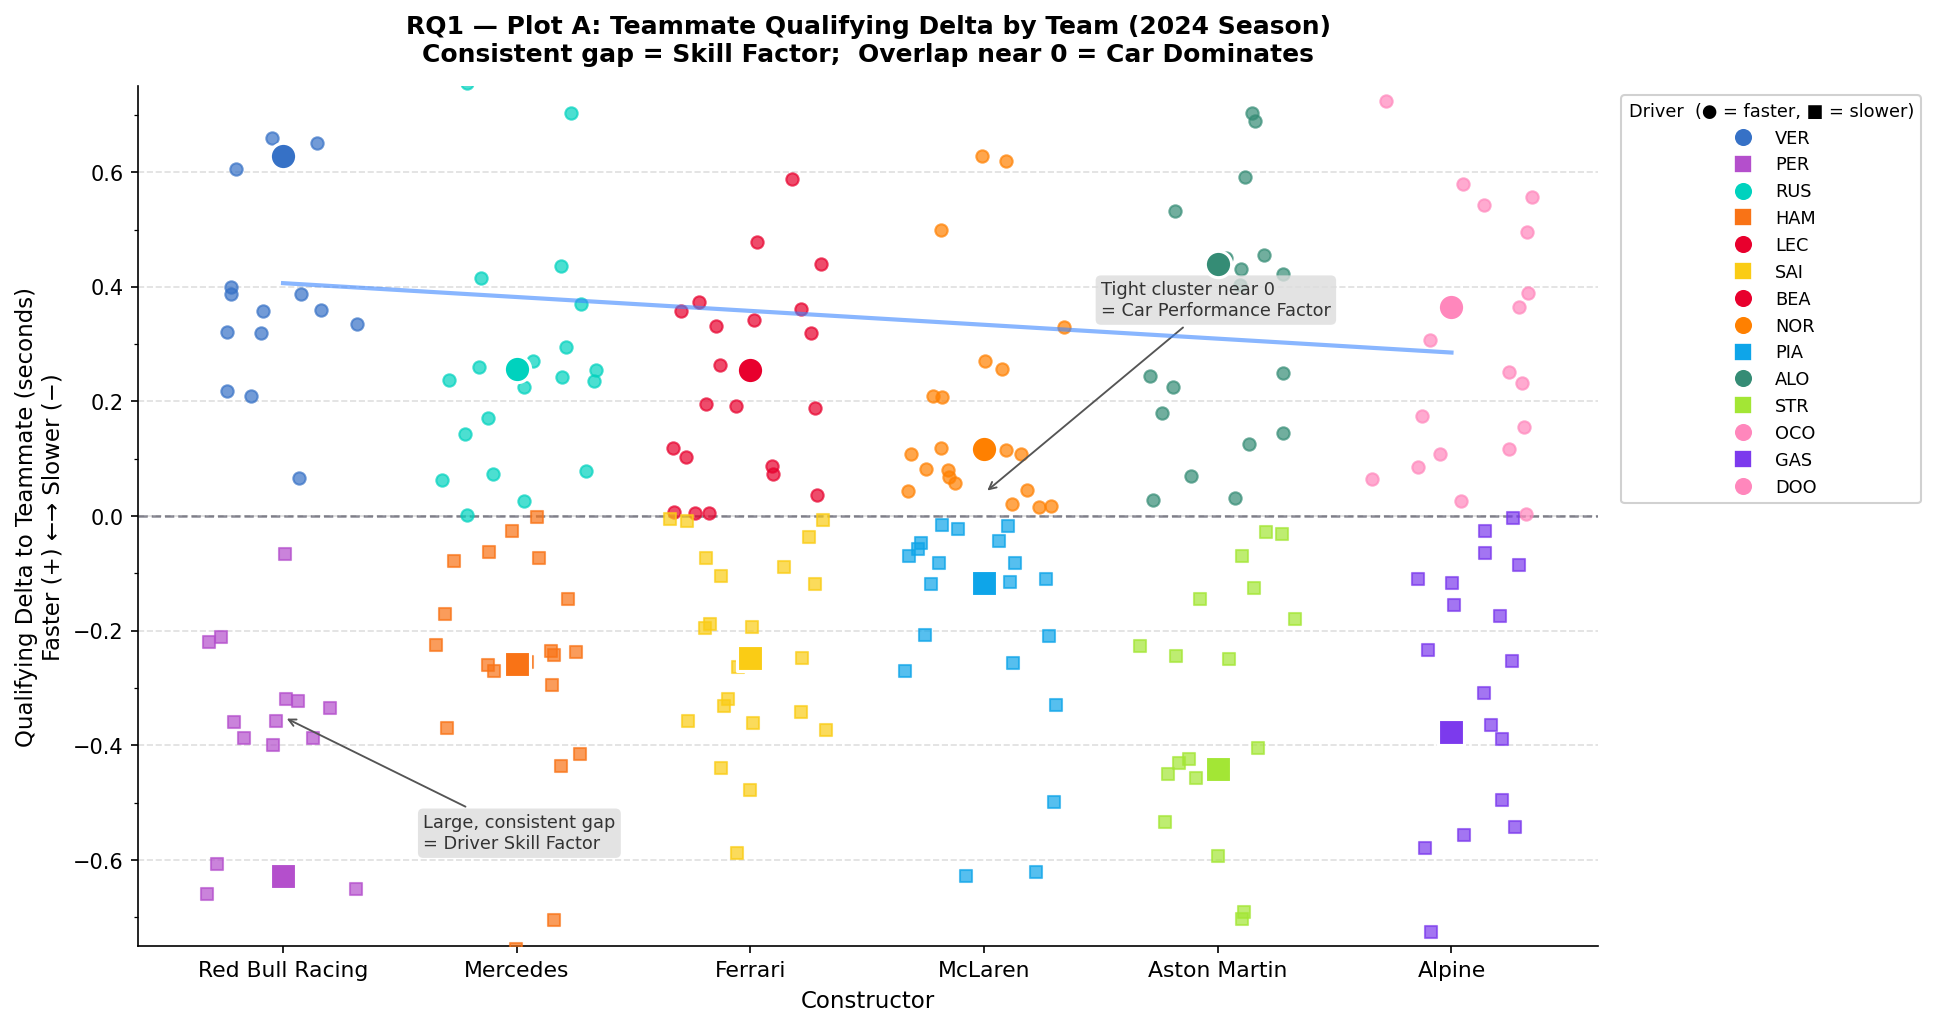 RQ1 — Plot A: Teammate Qualifying Delta by Team (2024 Season)
Consistent gap = Skill Factor;  Overlap near 0 = Car Dominates
Qualifying Delta to Teammate (seconds)
Faster (+) ←→ Slower (−)
0.6
0.4
0.2
0.0
−0.2
−0.4
−0.6
Tight cluster near 0
= Car Performance Factor
Large, consistent gap
= Driver Skill Factor
Red Bull Racing
Mercedes
Ferrari
McLaren
Aston Martin
Alpine
Constructor
Driver  (● = faster, ■ = slower)
VER
PER
RUS
HAM
LEC
SAI
BEA
NOR
PIA
ALO
STR
OCO
GAS
DOO